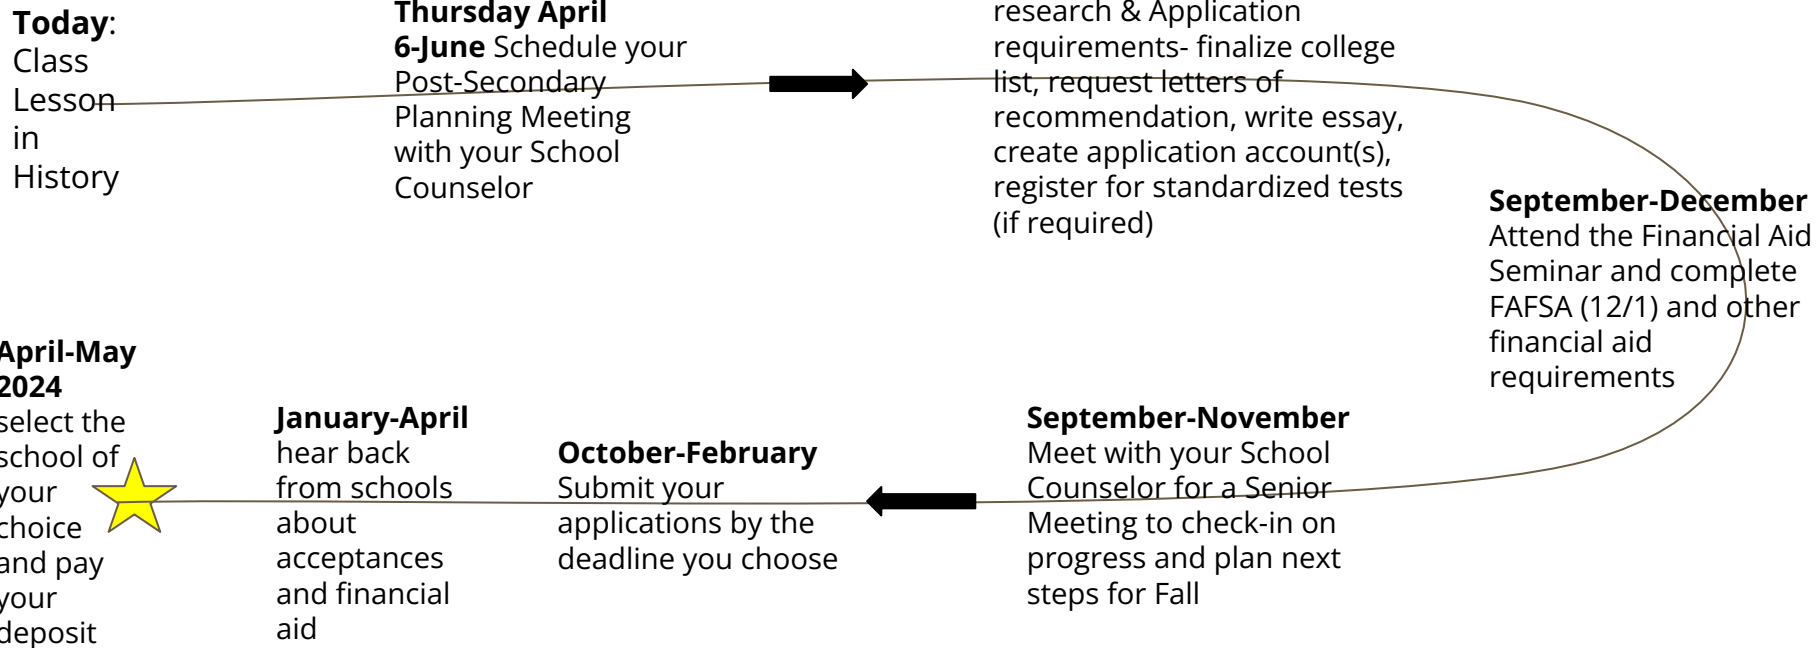 Today:
Class
Lesson
in
History
Thursday April
6-June Schedule your
Post-Secondary
Planning Meeting
with your School
Counselor
research & Application
requirements- finalize college
list, request letters of
recommendation, write essay,
create application account(s),
register for standardized tests
(if required)
September-December
Attend the Financial Aid
Seminar and complete
FAFSA (12/1) and other
financial aid
requirements
September-November
Meet with your School
Counselor for a Senior
Meeting to check-in on
progress and plan next
steps for Fall
October-February
Submit your
applications by the
deadline you choose
January-April
hear back
from schools
about
acceptances
and financial
aid
April-May
2024
select the
school of
your
choice
and pay
your
deposit